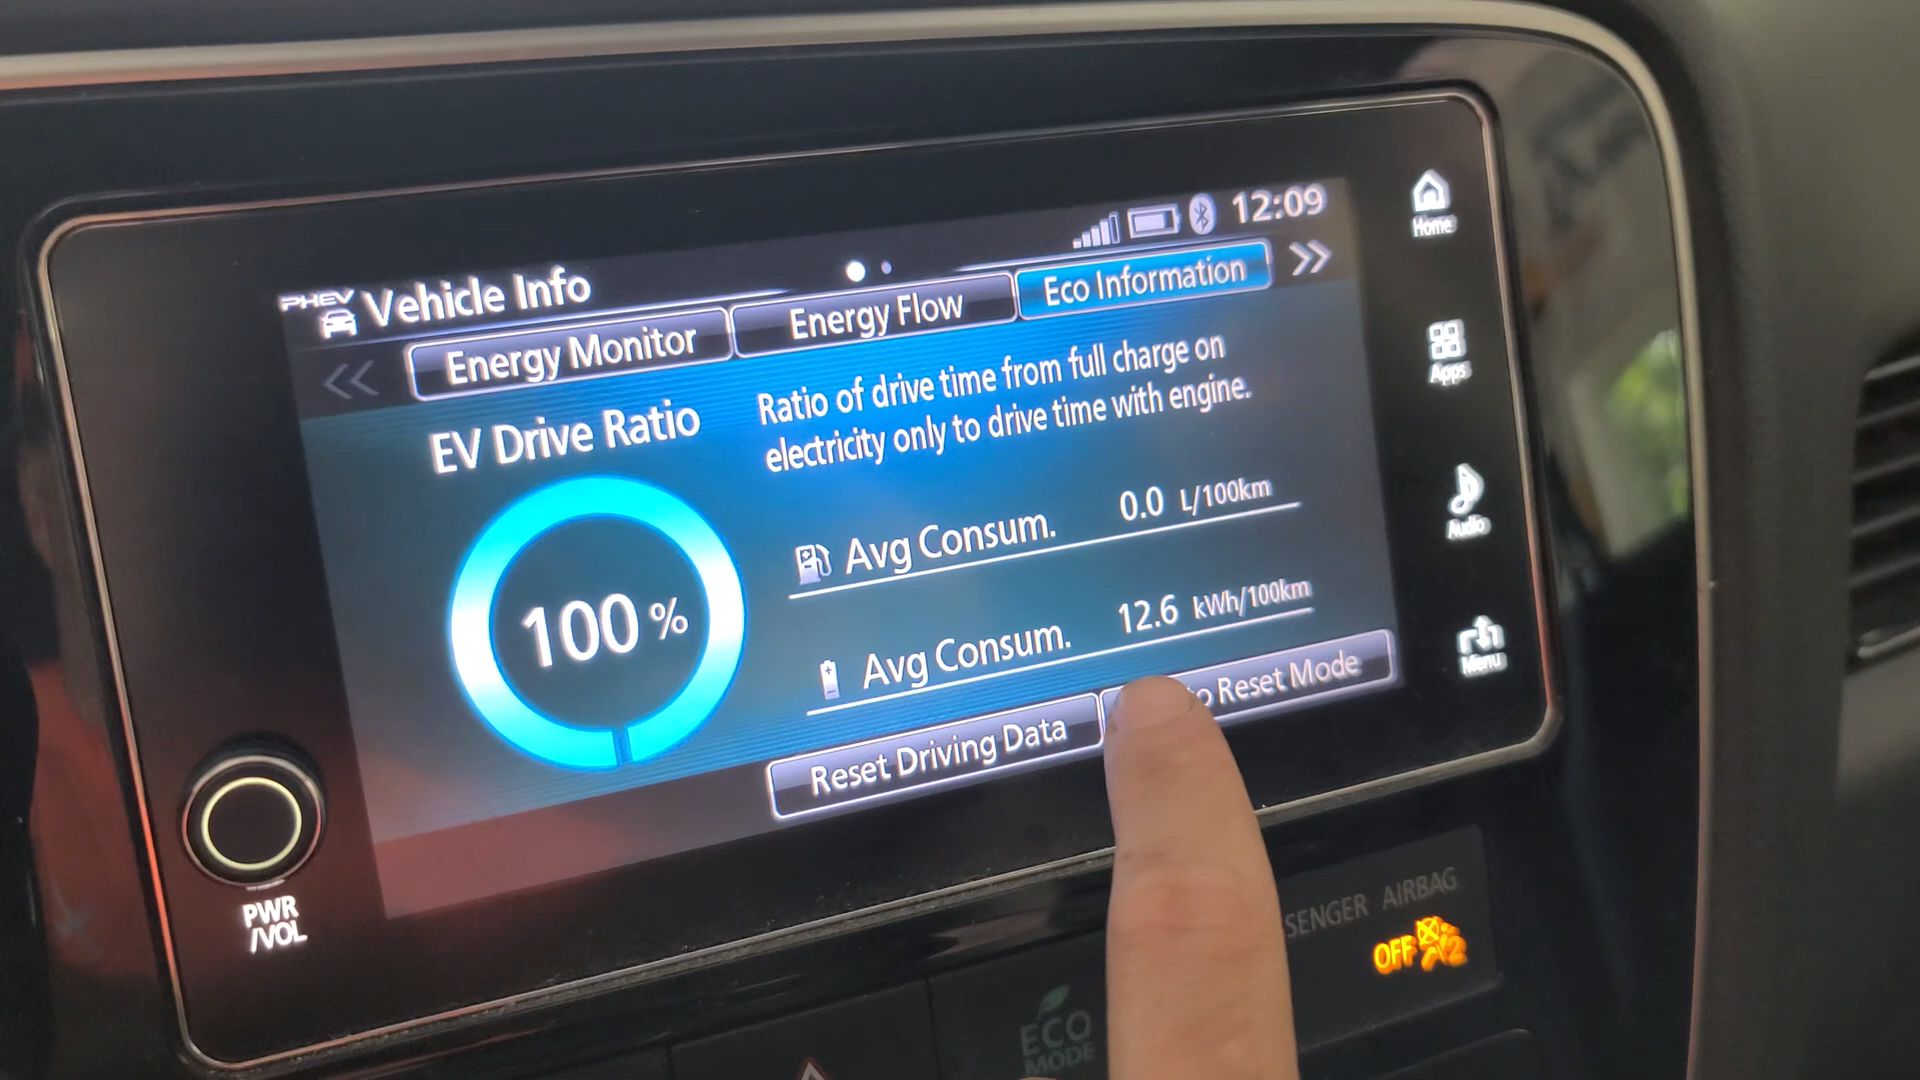 12:09
PHEV Vehicle Info
Energy Monitor
Energy Flow
Eco Information
EV Drive Ratio
Ratio of drive time from full charge on
electricity only to drive time with engine.
100 %
Avg Consum. 0.0 L/100km
Avg Consum. 12.6 kWh/100km
Reset Driving Data
Reset Mode
Home
Apps
Audio
Menu
PWR
/VOL
SENGER AIRBAG
OFF
2
ECO
MODE